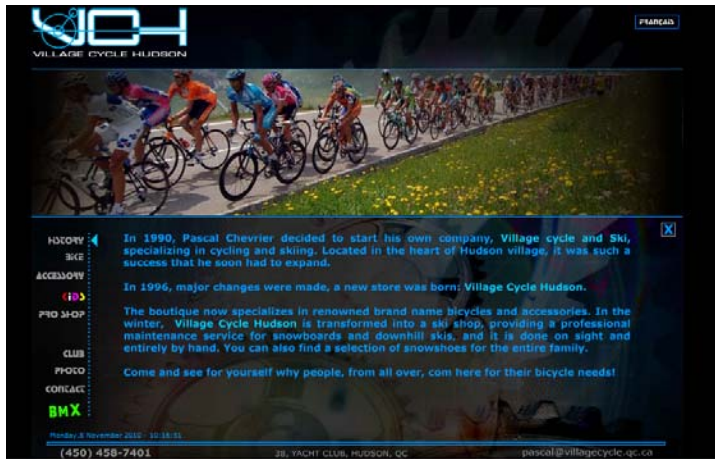 VCH
FRANÇAIS
VILLAGE CYCLE HUDSON
HISTORY
BIKE
ACCESSORY
KIDS
PRO SHOP
CLUB
PHOTO
CONTACT
BMX
X
In 1990, Pascal Chevrier decided to start his own company, Village cycle and Ski,
specializing in cycling and skiing. Located in the heart of Hudson village, it was such a
success that he soon had to expand.
In 1996, major changes were made, a new store was born: Village Cycle Hudson.
The boutique now specializes in renowned brand name bicycles and accessories. In the
winter, Village Cycle Hudson is transformed into a ski shop, providing a professional
maintenance service for snowboards and downhill skis, and it is done on sight and
entirely by hand. You can also find a selection of snowshoes for the entire family.
Come and see for yourself why people, from all over, com here for their bicycle needs!
Monday,8 November 2010 - 10:16:51
(450) 458-7401
38, YACHT CLUB, HUDSON, QC
pascal@villagecycle.qc.ca